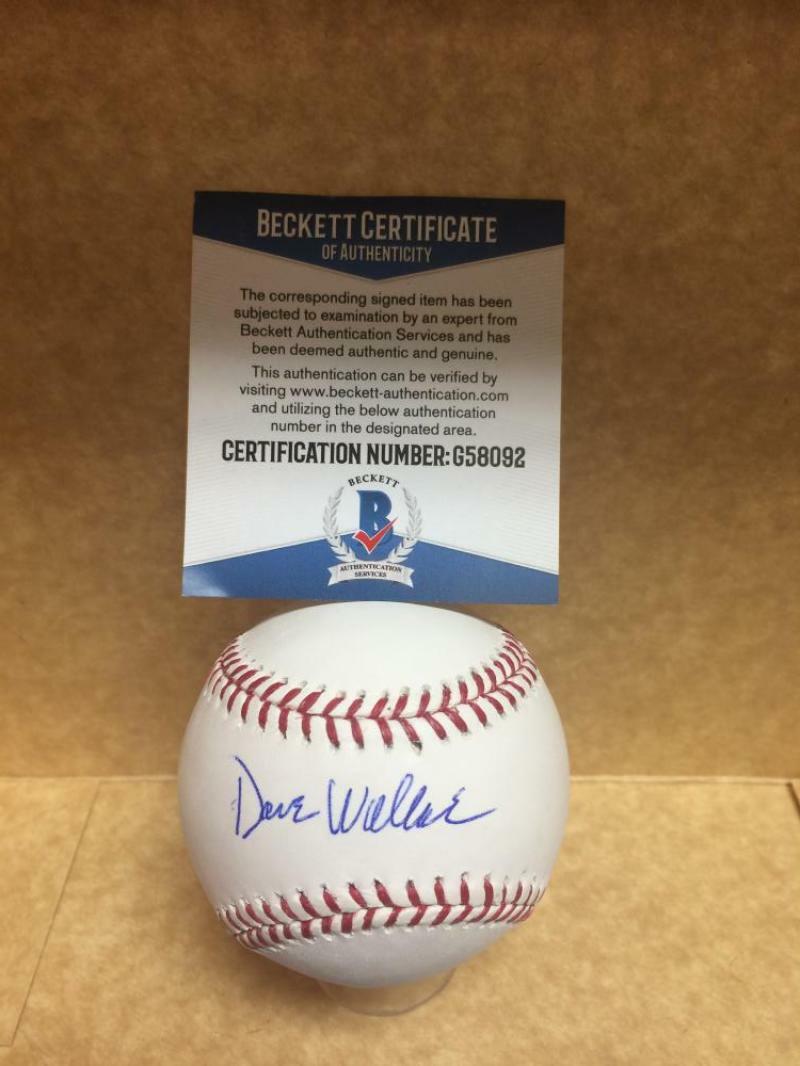 BECKETT CERTIFICATE
OF AUTHENTICITY
The corresponding signed item has been
subjected to examination by an expert from
Beckett Authentication Services and has
been deemed authentic and genuine.
This authentication can be verified by
visiting www.beckett-authentication.com
and utilizing the below authentication
number in the designated area.
CERTIFICATION NUMBER: G58092
BECKETT
B
AUTHENTICATION
SERVICES
Dave Wallace